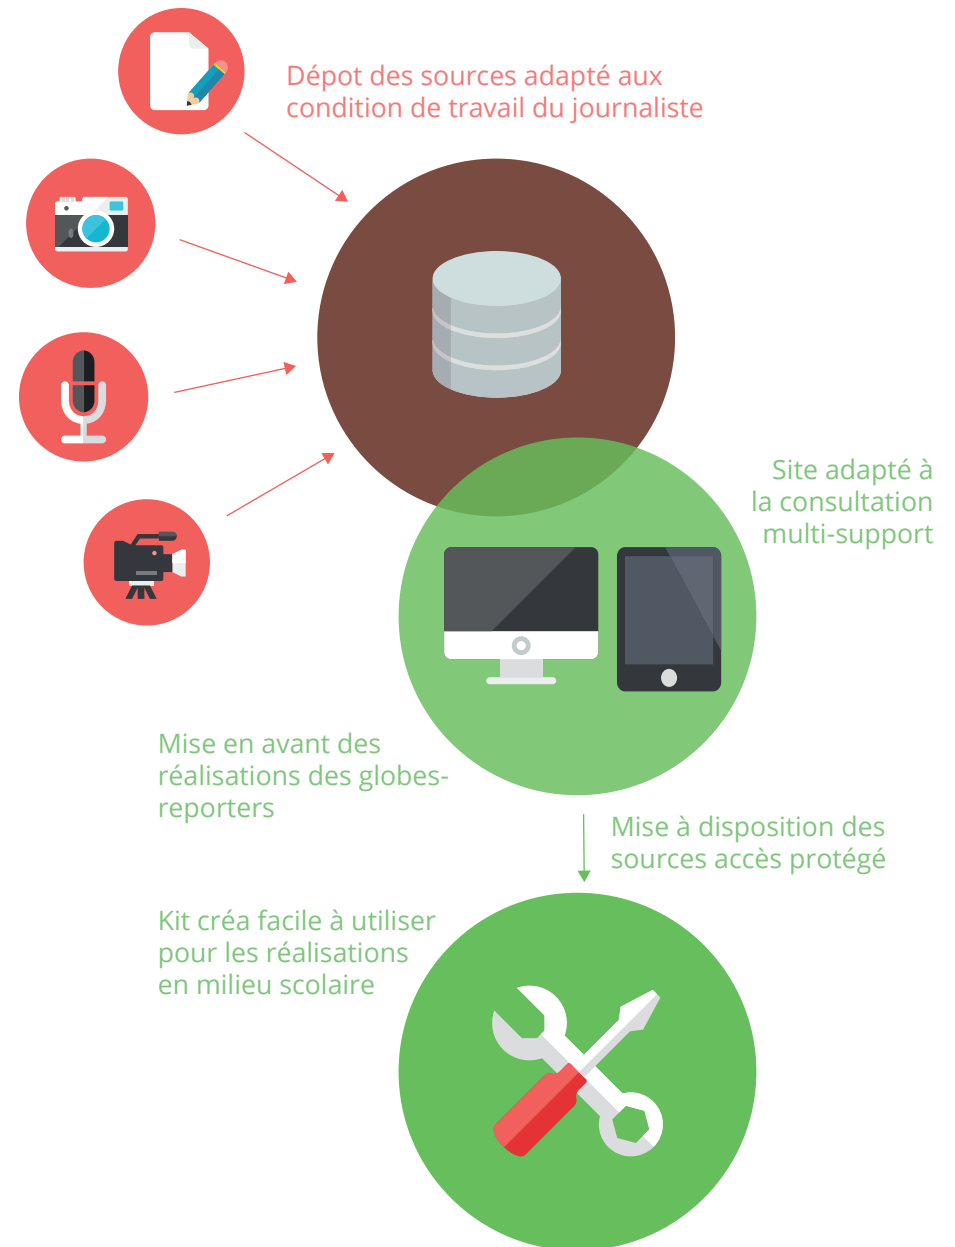 Dépot des sources adapté aux
condition de travail du journaliste
Site adapté à
la consultation
multi-support
Mise en avant des
réalisations des globes-
reporters
Mise à disposition des
sources accès protégé
Kit créa facile à utiliser
pour les réalisations
en milieu scolaire